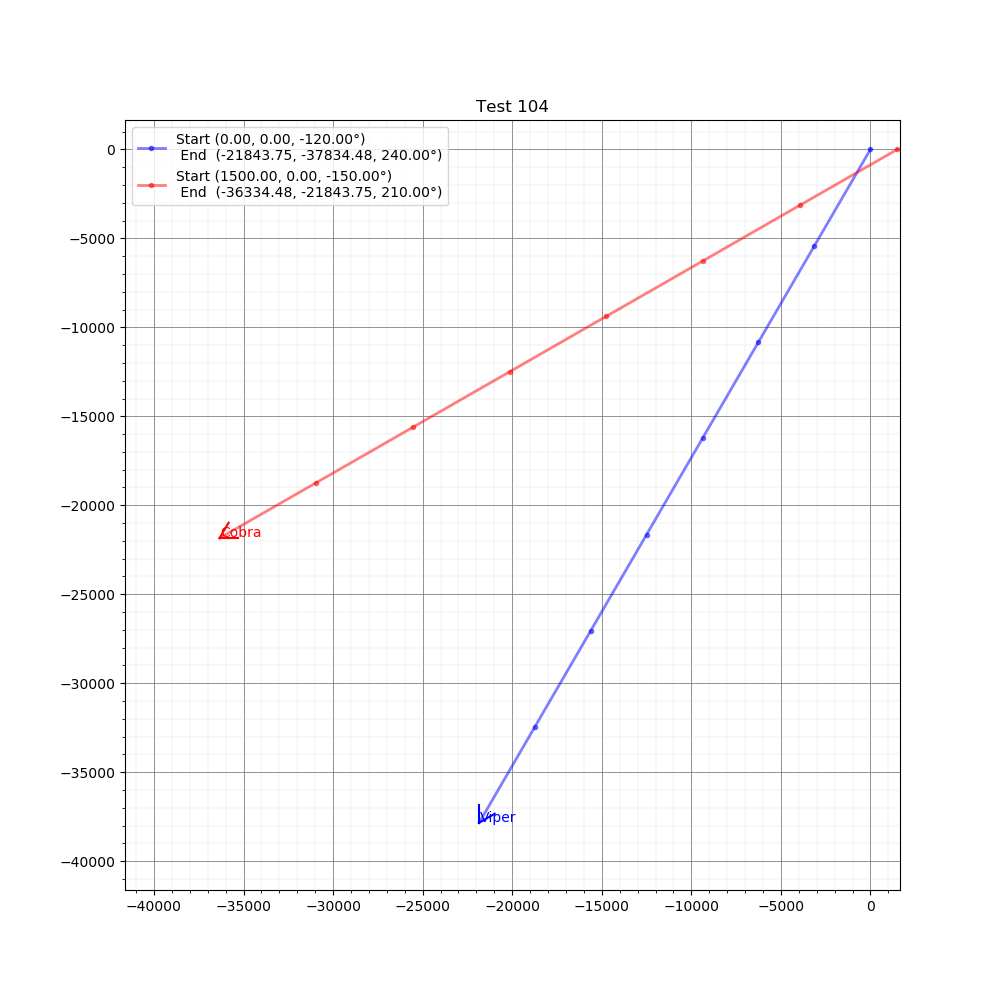 Test 104
Start (0.00, 0.00, -120.00°)
End (-21843.75, -37834.48, 240.00°)
Start (1500.00, 0.00, -150.00°)
End (-36334.48, -21843.75, 210.00°)
0
−5000
−10000
−15000
−20000
−25000
−30000
−35000
−40000
Cobra
Viper
−40000 −35000 −30000 −25000 −20000 −15000 −10000 −5000 0